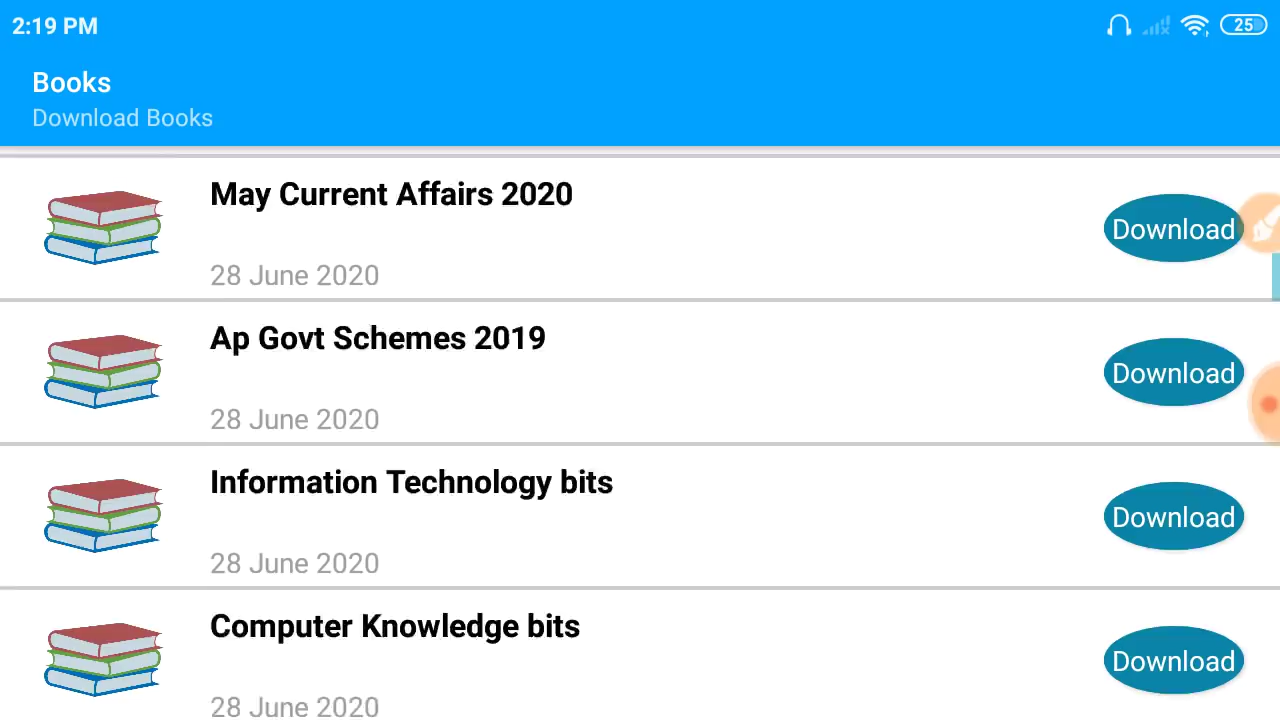 2:19 PM
25
Books
Download Books
May Current Affairs 2020
Download
28 June 2020
Ap Govt Schemes 2019
Download
28 June 2020
Information Technology bits
Download
28 June 2020
Computer Knowledge bits
Download
28 June 2020